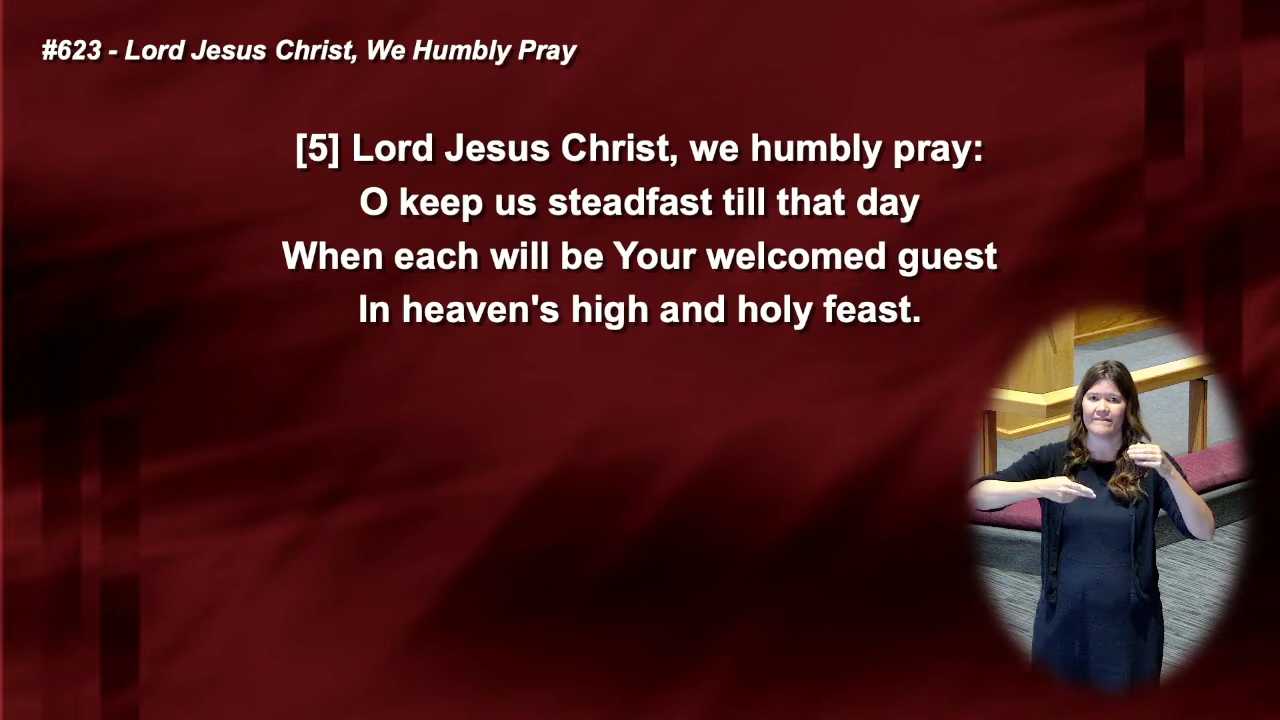 #623 - Lord Jesus Christ, We Humbly Pray
[5] Lord Jesus Christ, we humbly pray:
O keep us steadfast till that day
When each will be Your welcomed guest
In heaven's high and holy feast.